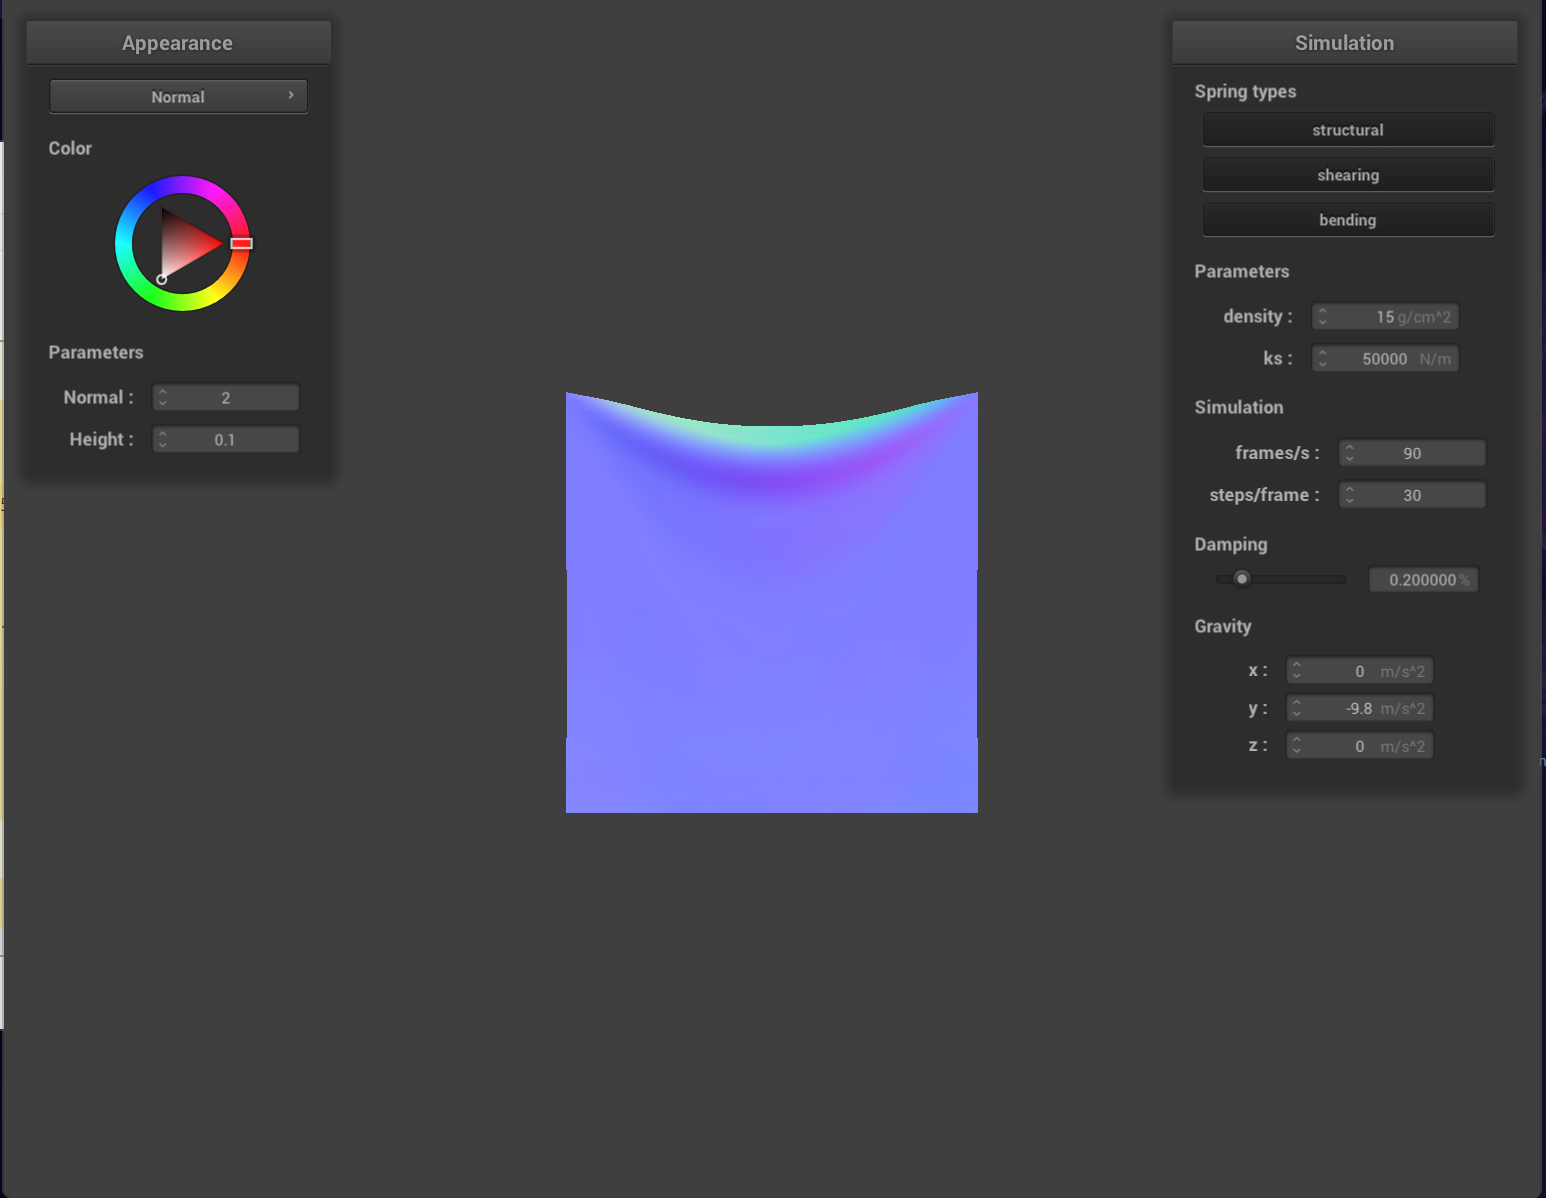 Appearance
Normal
Color
Parameters
Normal : 2
Height : 0.1
Simulation
Spring types
structural
shearing
bending
Parameters
density : 15 g/cm^2
ks : 50000 N/m
Simulation
frames/s : 90
steps/frame : 30
Damping
0.200000 %
Gravity
x : 0 m/s^2
y : -9.8 m/s^2
z : 0 m/s^2